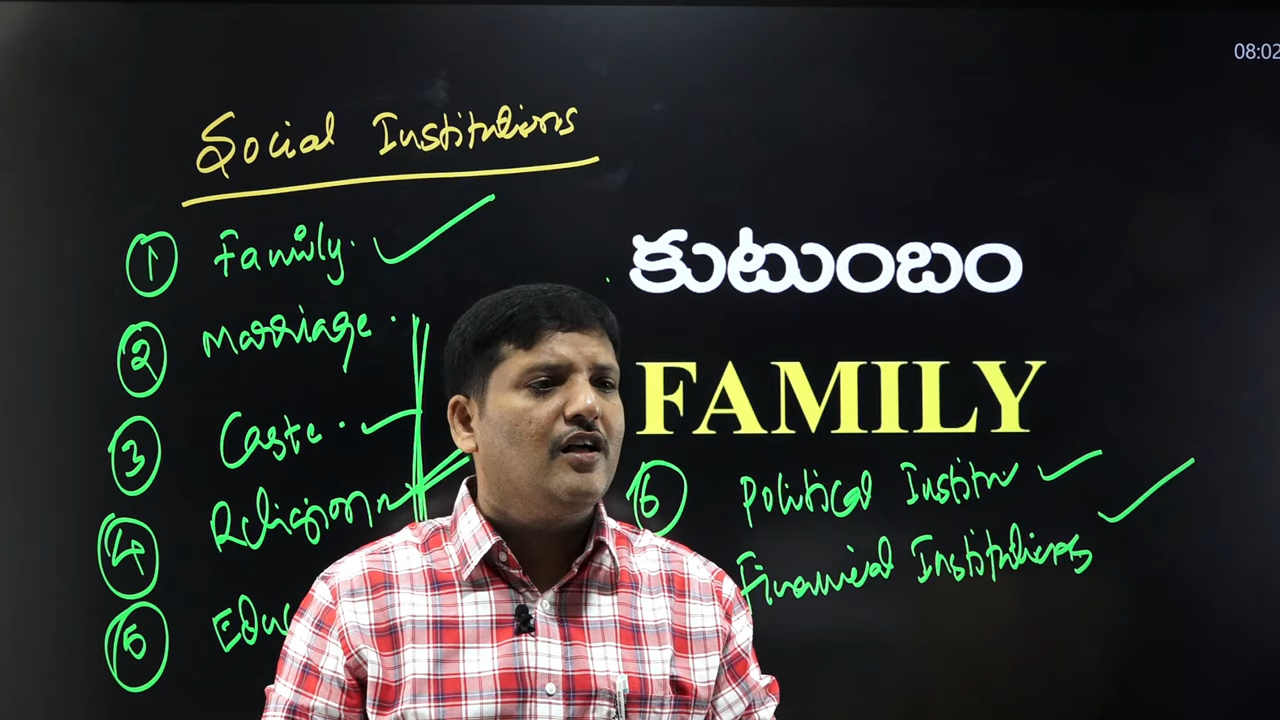 08:02
Social Institutions
① Family.
② Marriage.
③ Caste.
④ Religion
⑤ Educ
కుటుంబం
FAMILY
⑥ Political Institu
Financial Institutions